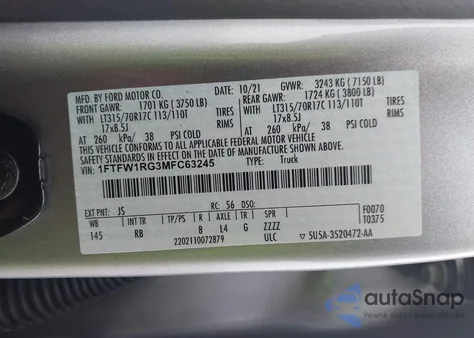 MFD. BY FORD MOTOR CO.
10/21 GVWR: 3243 KG ( 7150 LB)
FRONT GAWR: 1701 KG ( 3750 LB) REAR GAWR: 1724 KG ( 3800 LB)
WITH LT315/70R17C 113/110T TIRES WITH LT315/70R17C 113/110T TIRES
17x8.5J RIMS 17x8.5J RIMS
AT 260 kPa/ 38 PSI COLD AT 260 kPa/ 38 PSI COLD
THIS VEHICLE CONFORMS TO ALL APPLICABLE FEDERAL MOTOR VEHICLE
SAFETY STANDARDS IN EFFECT ON THE DATE OF MANUFACTURE SHOWN ABOVE.
VIN: 1FTFW1RG3MFC63245
TYPE: Truck
EXT PNT: JS RC: 56 DSO: F0070
WB INT TR TP/PS R AXLE TR SPR T0375
145 RB 8 L4 G ZZZZ
2202110072879 ULC 5U5A-3520472-AA
autoSnap